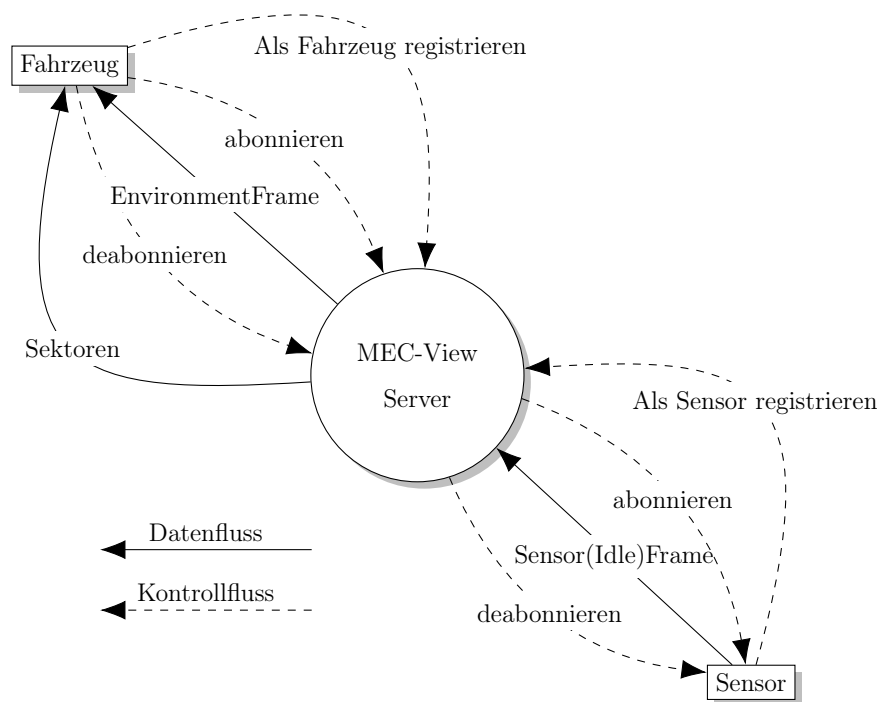 Als Fahrzeug registrieren
Fahrzeug
abonnieren
EnvironmentFrame
deabonnieren
Sektoren
MEC-View
Server
Als Sensor registrieren
abonnieren
Sensor(Idle)Frame
deabonnieren
Sensor
Datenfluss
Kontrollfluss